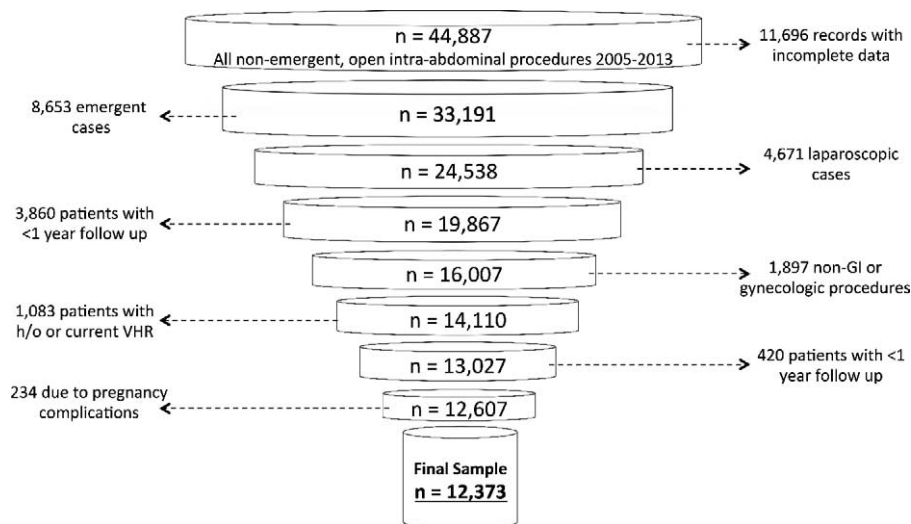 n = 44,887
All non-emergent, open intra-abdominal procedures 2005-2013
11,696 records with
incomplete data
8,653 emergent
cases
n = 33,191
n = 24,538
4,671 laparoscopic
cases
3,860 patients with
<1 year follow up
n = 19,867
n = 16,007
1,897 non-GI or
gynecologic procedures
1,083 patients with
h/o or current VHR
n = 14,110
n = 13,027
420 patients with <1
year follow up
234 due to pregnancy
complications
n = 12,607
Final Sample
n = 12,373